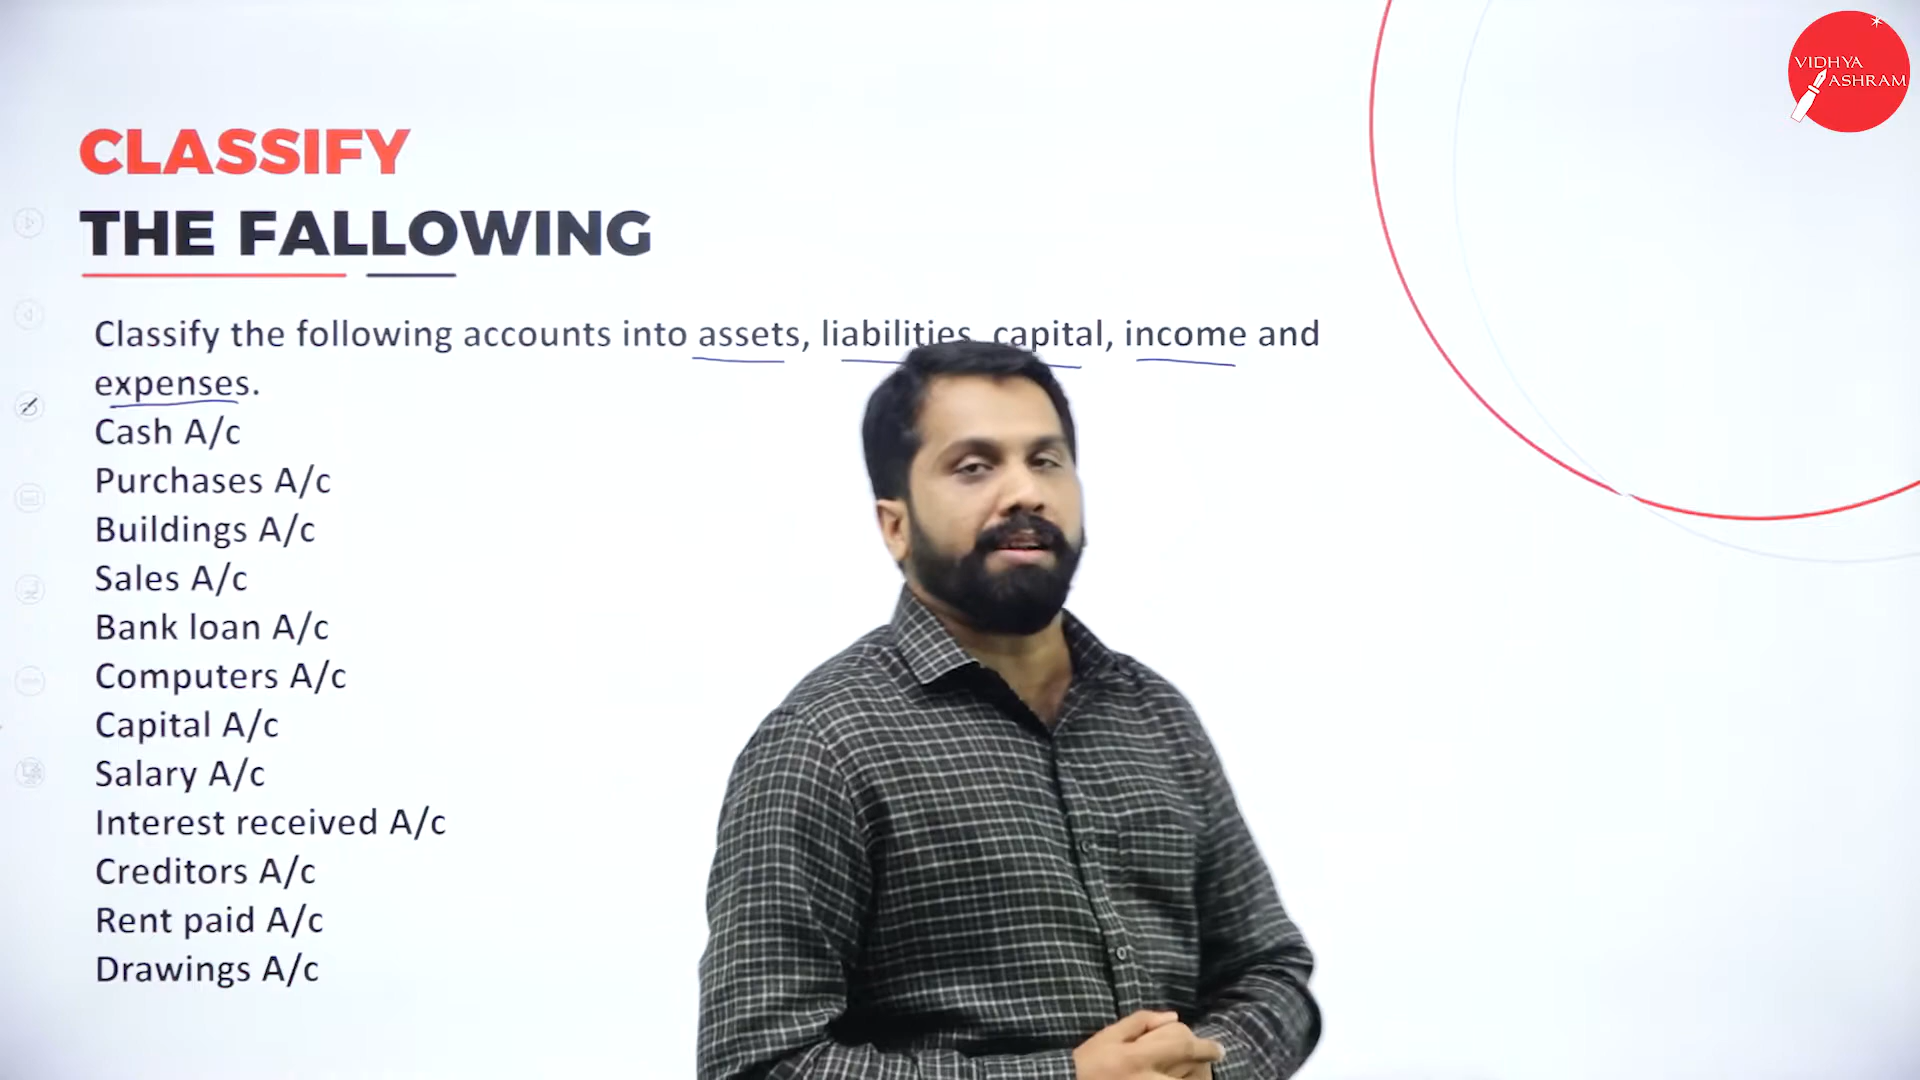 VIDHYA
ASHRAM
CLASSIFY
THE FALLOWING
Classify the following accounts into assets, liabilities, capital, income and
expenses.
Cash A/c
Purchases A/c
Buildings A/c
Sales A/c
Bank loan A/c
Computers A/c
Capital A/c
Salary A/c
Interest received A/c
Creditors A/c
Rent paid A/c
Drawings A/c